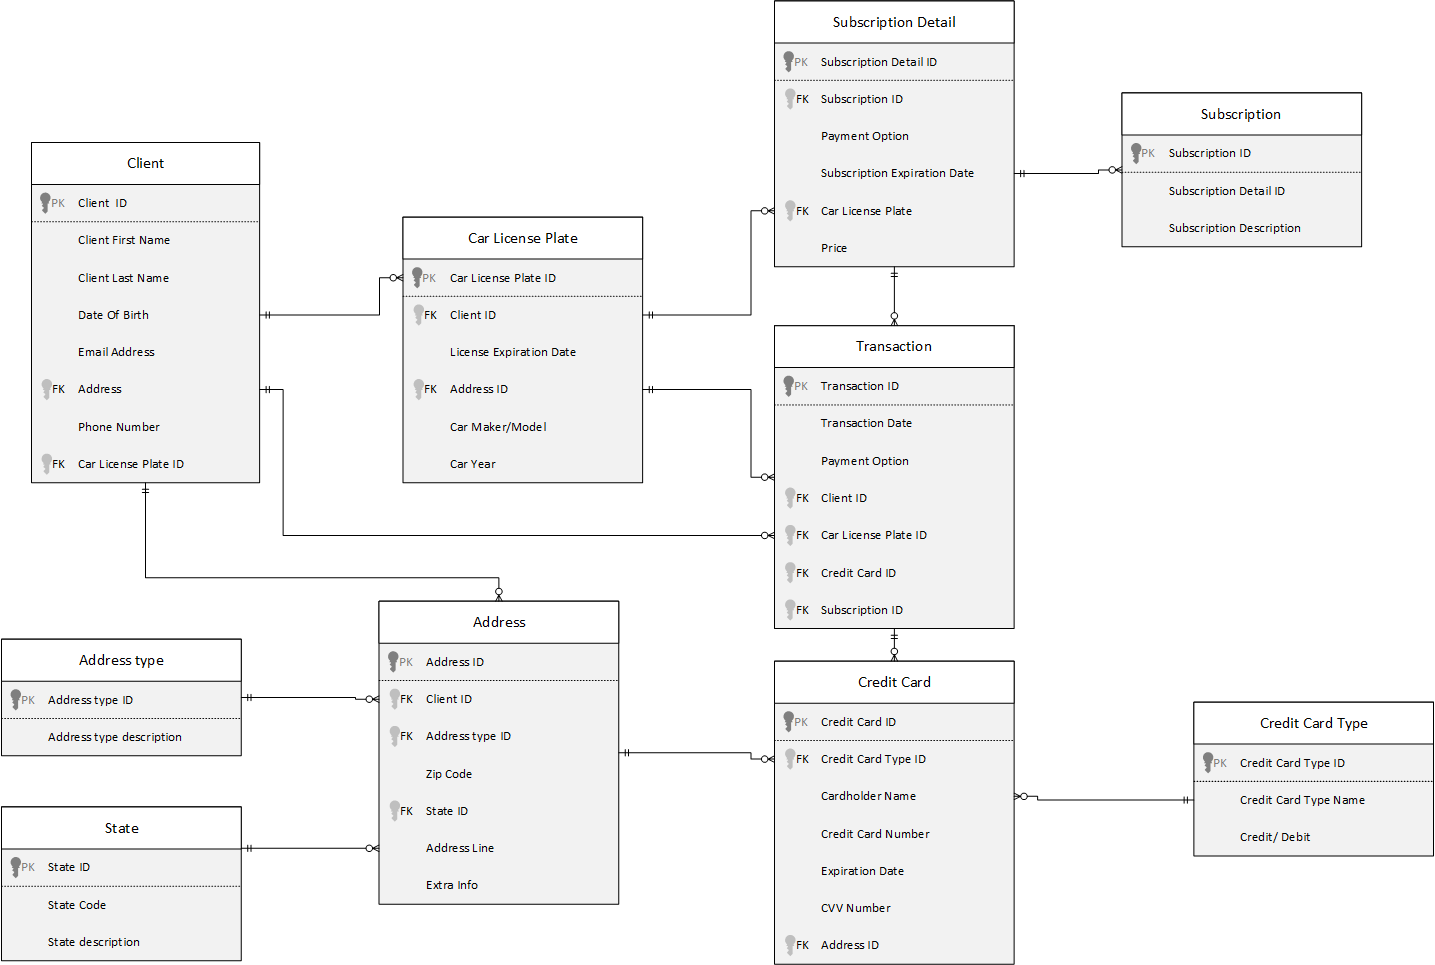 Subscription Detail
PK Subscription Detail ID
FK Subscription ID
Payment Option
Subscription Expiration Date
FK Car License Plate
Price
Subscription
PK Subscription ID
Subscription Detail ID
Subscription Description
Client
PK Client ID
Client First Name
Client Last Name
Date Of Birth
Email Address
FK Address
Phone Number
FK Car License Plate ID
Car License Plate
PK Car License Plate ID
FK Client ID
License Expiration Date
FK Address ID
Car Maker/Model
Car Year
Transaction
PK Transaction ID
Transaction Date
Payment Option
FK Client ID
FK Car License Plate ID
FK Credit Card ID
FK Subscription ID
Address
PK Address ID
FK Client ID
FK Address type ID
Zip Code
FK State ID
Address Line
Extra Info
Address type
PK Address type ID
Address type description
State
PK State ID
State Code
State description
Credit Card
PK Credit Card ID
FK Credit Card Type ID
Cardholder Name
Credit Card Number
Expiration Date
CVV Number
FK Address ID
Credit Card Type
PK Credit Card Type ID
Credit Card Type Name
Credit/ Debit